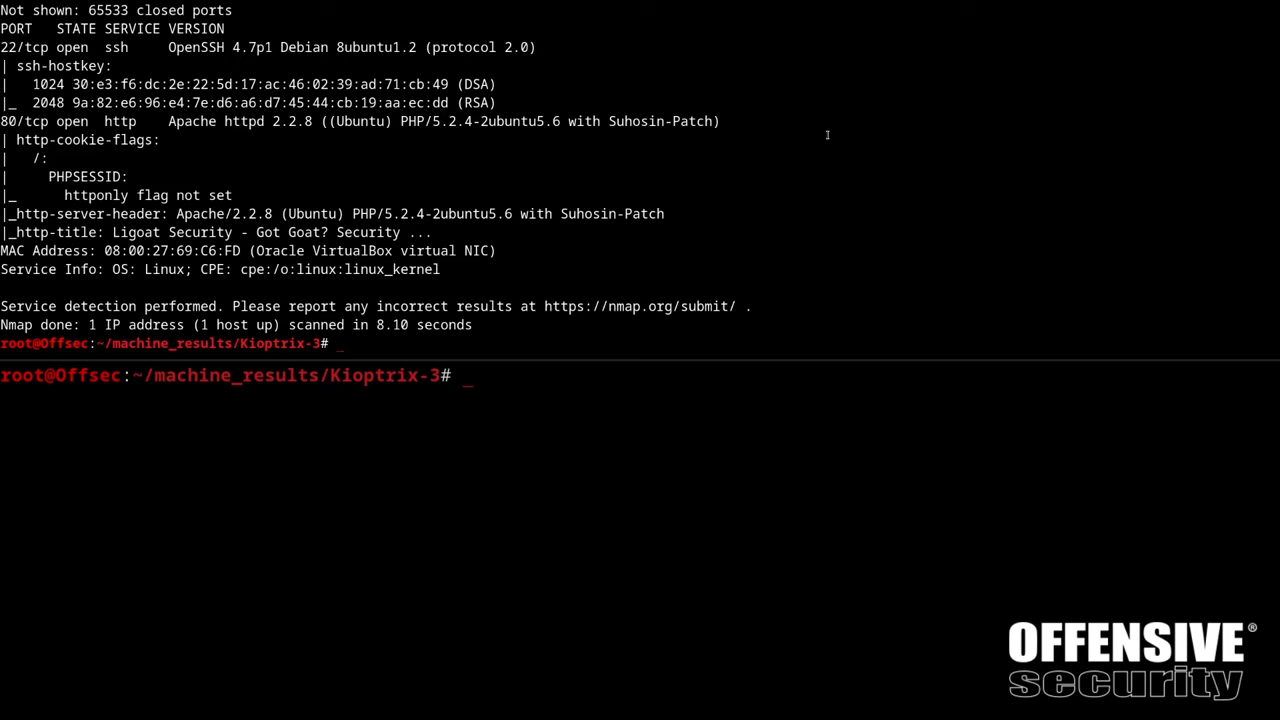 Not shown: 65533 closed ports
PORT   STATE SERVICE VERSION
22/tcp open  ssh     OpenSSH 4.7p1 Debian 8ubuntu1.2 (protocol 2.0)
| ssh-hostkey:
|   1024 30:e3:f6:dc:2e:22:5d:17:ac:46:02:39:ad:71:cb:49 (DSA)
|_  2048 9a:82:e6:96:e4:7e:d6:a6:d7:45:44:cb:19:aa:ec:dd (RSA)
80/tcp open  http    Apache httpd 2.2.8 ((Ubuntu) PHP/5.2.4-2ubuntu5.6 with Suhosin-Patch)
| http-cookie-flags:
|   /:
|     PHPSESSID:
|_      httponly flag not set
|_http-server-header: Apache/2.2.8 (Ubuntu) PHP/5.2.4-2ubuntu5.6 with Suhosin-Patch
|_http-title: Ligoat Security - Got Goat? Security ...
MAC Address: 08:00:27:69:C6:FD (Oracle VirtualBox virtual NIC)
Service Info: OS: Linux; CPE: cpe:/o:linux:linux_kernel
Service detection performed. Please report any incorrect results at https://nmap.org/submit/ .
Nmap done: 1 IP address (1 host up) scanned in 8.10 seconds
root@Offsec:~/machine_results/Kioptrix-3# _
root@Offsec:~/machine_results/Kioptrix-3# _
OFFENSIVE®
security